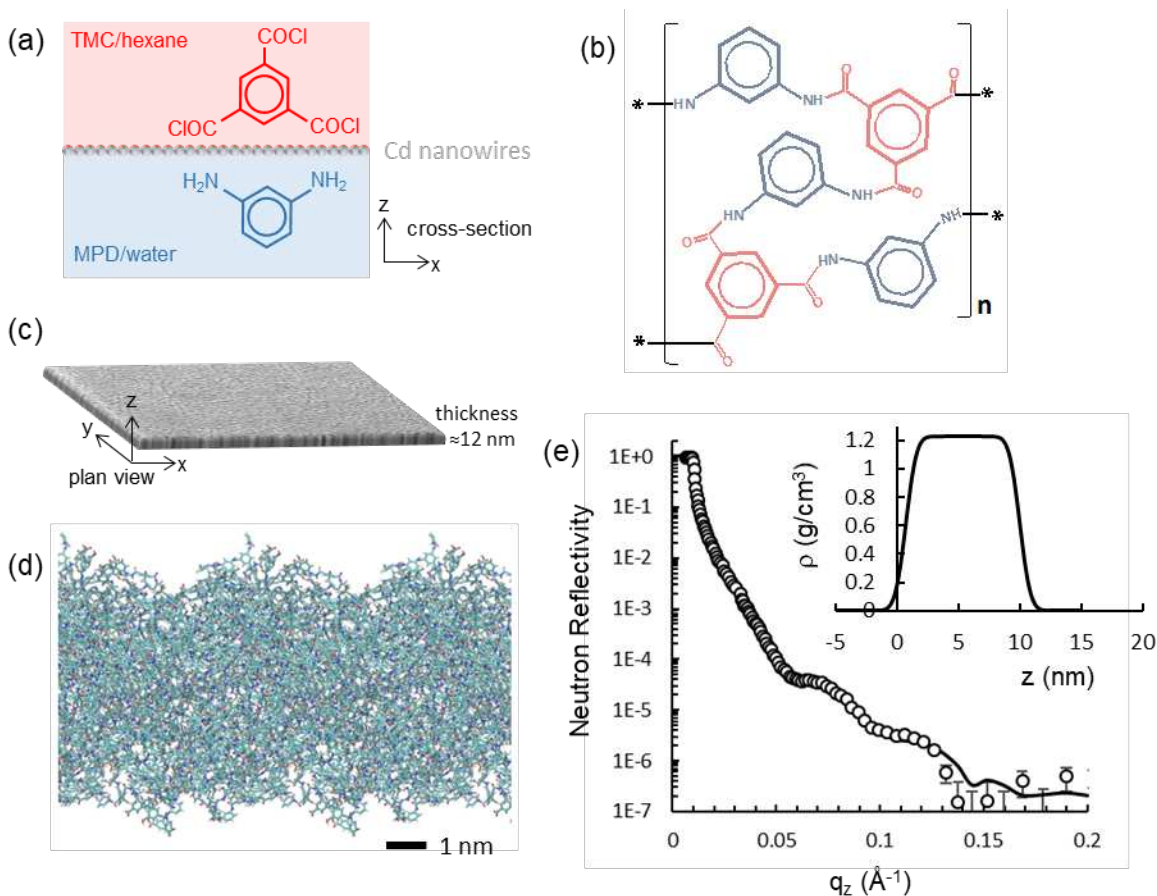 (a)
TMC/hexane
COCl
ClOC
COCl
Cd nanowires
H₂N
NH₂
MPD/water
z
cross-section
x
(b)
O
O
*
HN
NH
*
O
NH
NH
*
O
HN
O
n
*
O
(c)
z
y
x
plan view
thickness
≈12 nm
(d)
1 nm
(e)
Neutron Reflectivity
1E+0
1E-1
1E-2
1E-3
1E-4
1E-5
1E-6
1E-7
0
0.05
0.1
0.15
0.2
qz (Å-1)
ρ (g/cm³)
1.2
1
0.8
0.6
0.4
0.2
0
-5
0
5
10
15
20
z (nm)